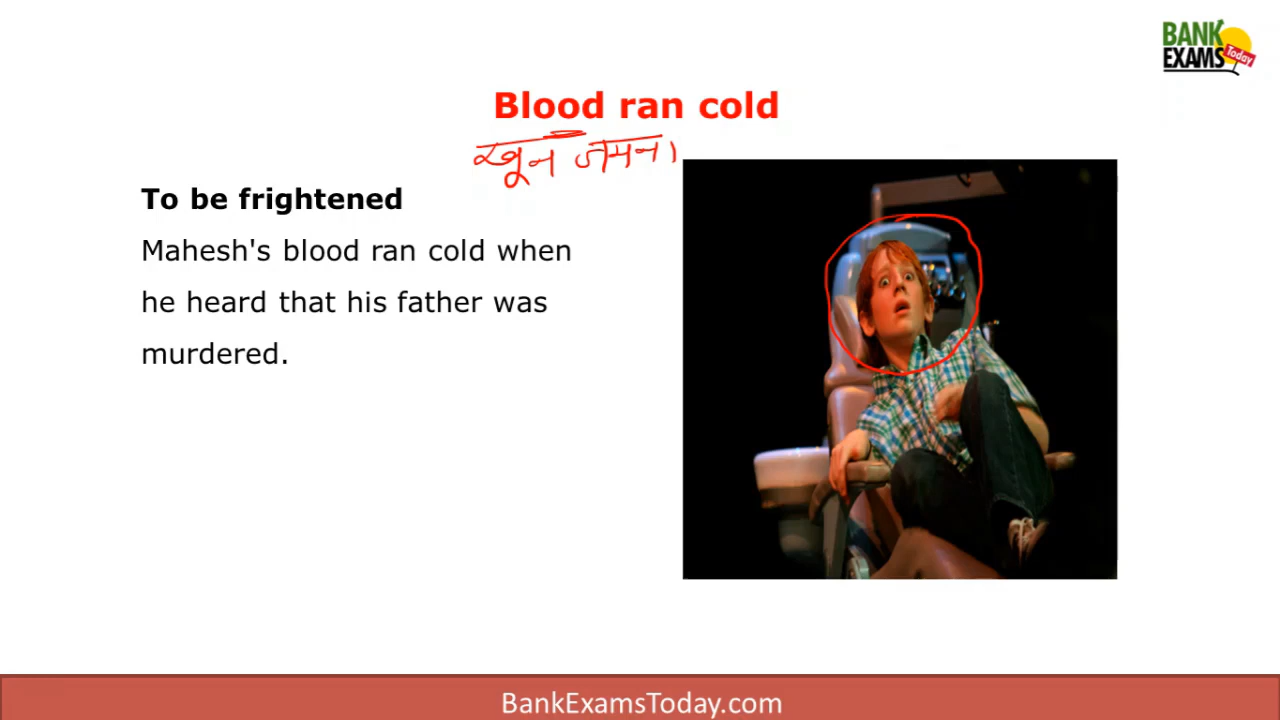 BANK
EXAMS Today
Blood ran cold
खून जमना
To be frightened
Mahesh's blood ran cold when
he heard that his father was
murdered.
BankExamsToday.com